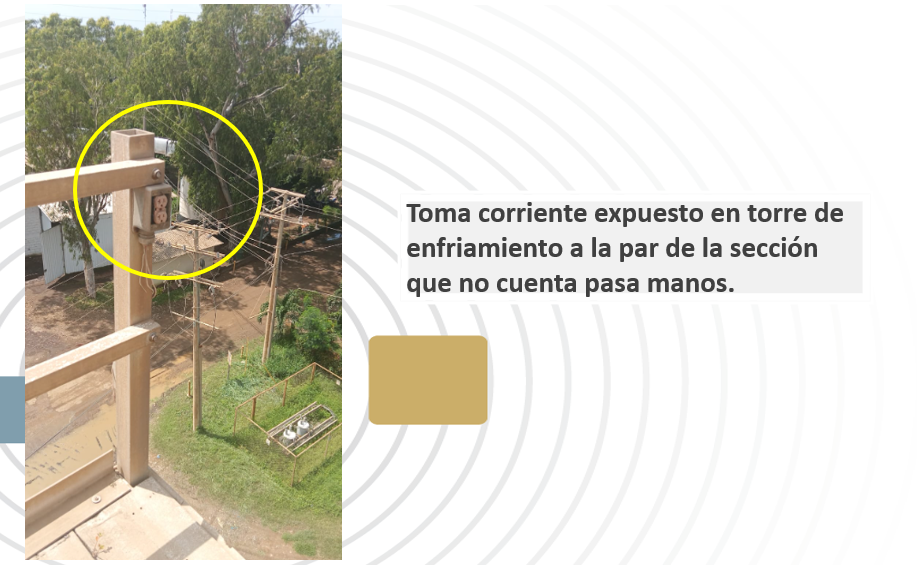 Toma corriente expuesto en torre de
enfriamiento a la par de la sección
que no cuenta pasa manos.